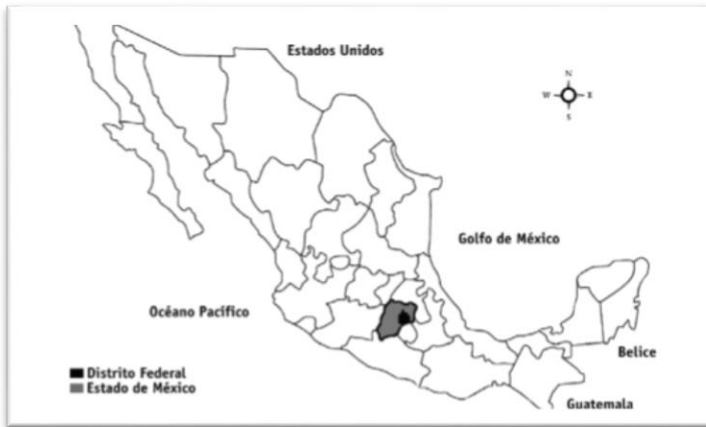 Estados Unidos
N
W E
S
Golfo de México
Océano Pacífico
Belice
Distrito Federal
Estado de México
Guatemala